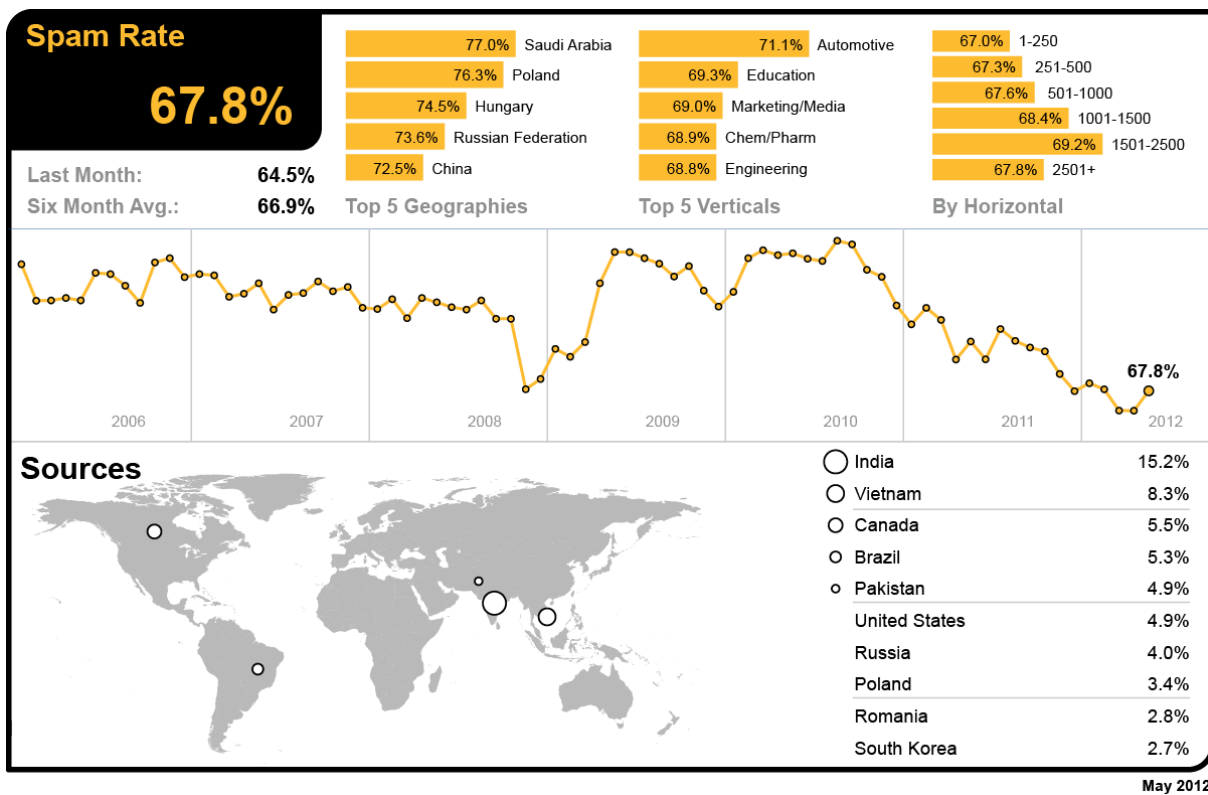 Spam Rate
67.8%
Last Month: 64.5%
Six Month Avg.: 66.9%
77.0% Saudi Arabia
76.3% Poland
74.5% Hungary
73.6% Russian Federation
72.5% China
Top 5 Geographies
71.1% Automotive
69.3% Education
69.0% Marketing/Media
68.9% Chem/Pharm
68.8% Engineering
Top 5 Verticals
67.0% 1-250
67.3% 251-500
67.6% 501-1000
68.4% 1001-1500
69.2% 1501-2500
67.8% 2501+
By Horizontal
67.8%
2006 2007 2008 2009 2010 2011 2012
Sources
India 15.2%
Vietnam 8.3%
Canada 5.5%
Brazil 5.3%
Pakistan 4.9%
United States 4.9%
Russia 4.0%
Poland 3.4%
Romania 2.8%
South Korea 2.7%
May 2012